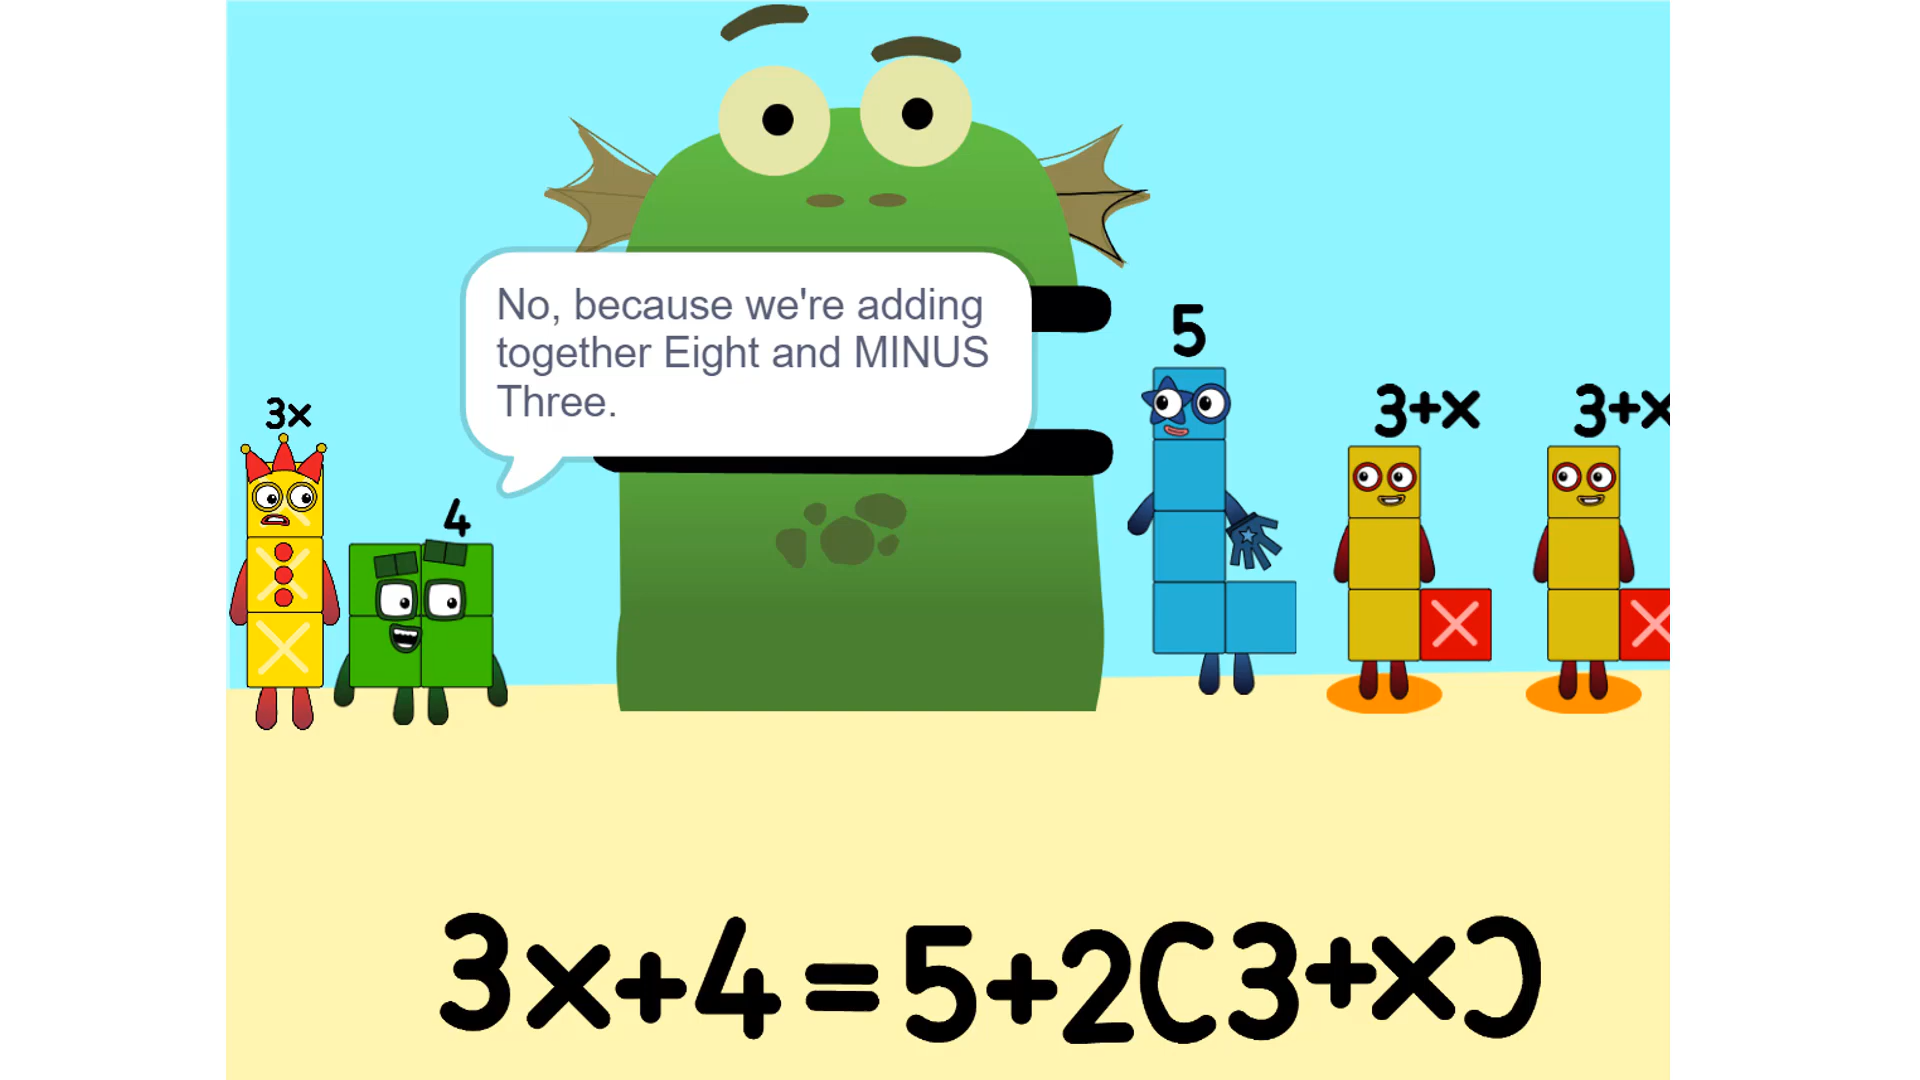 No, because we're adding
together Eight and MINUS
Three.
3x
4
5
3+x
3+x
3x+4=5+2(3+x)